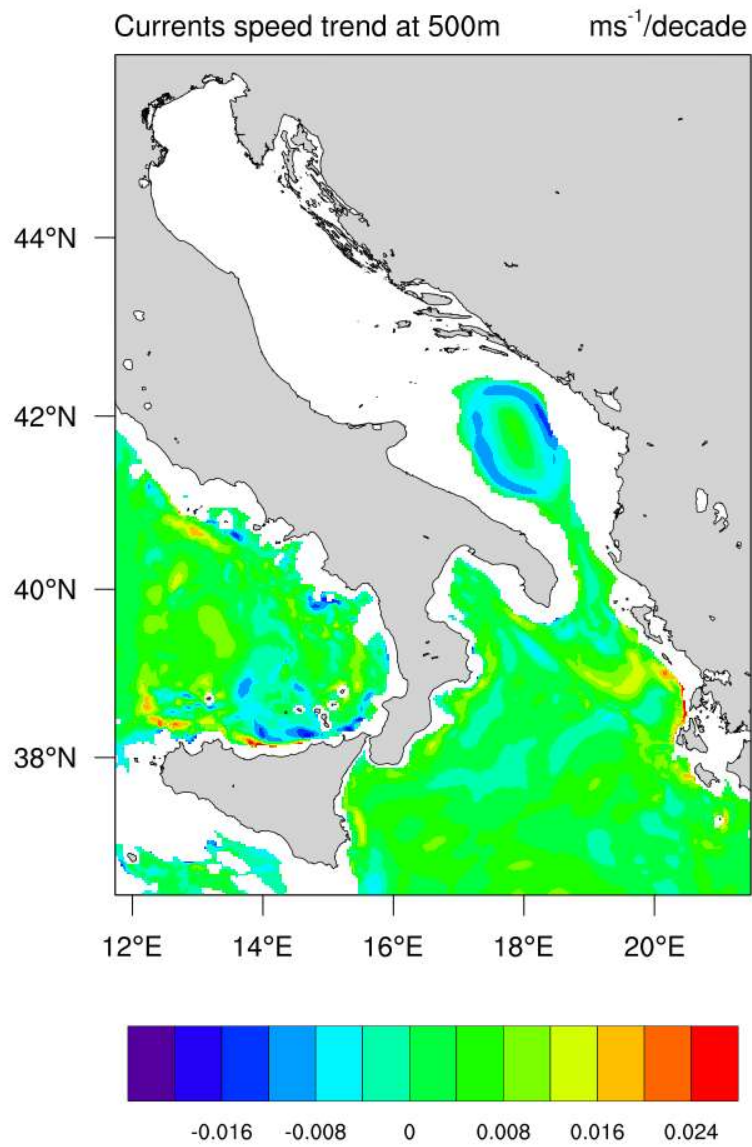 Currents speed trend at 500m ms⁻¹/decade
44°N
42°N
40°N
38°N
12°E 14°E 16°E 18°E 20°E
-0.016 -0.008 0 0.008 0.016 0.024